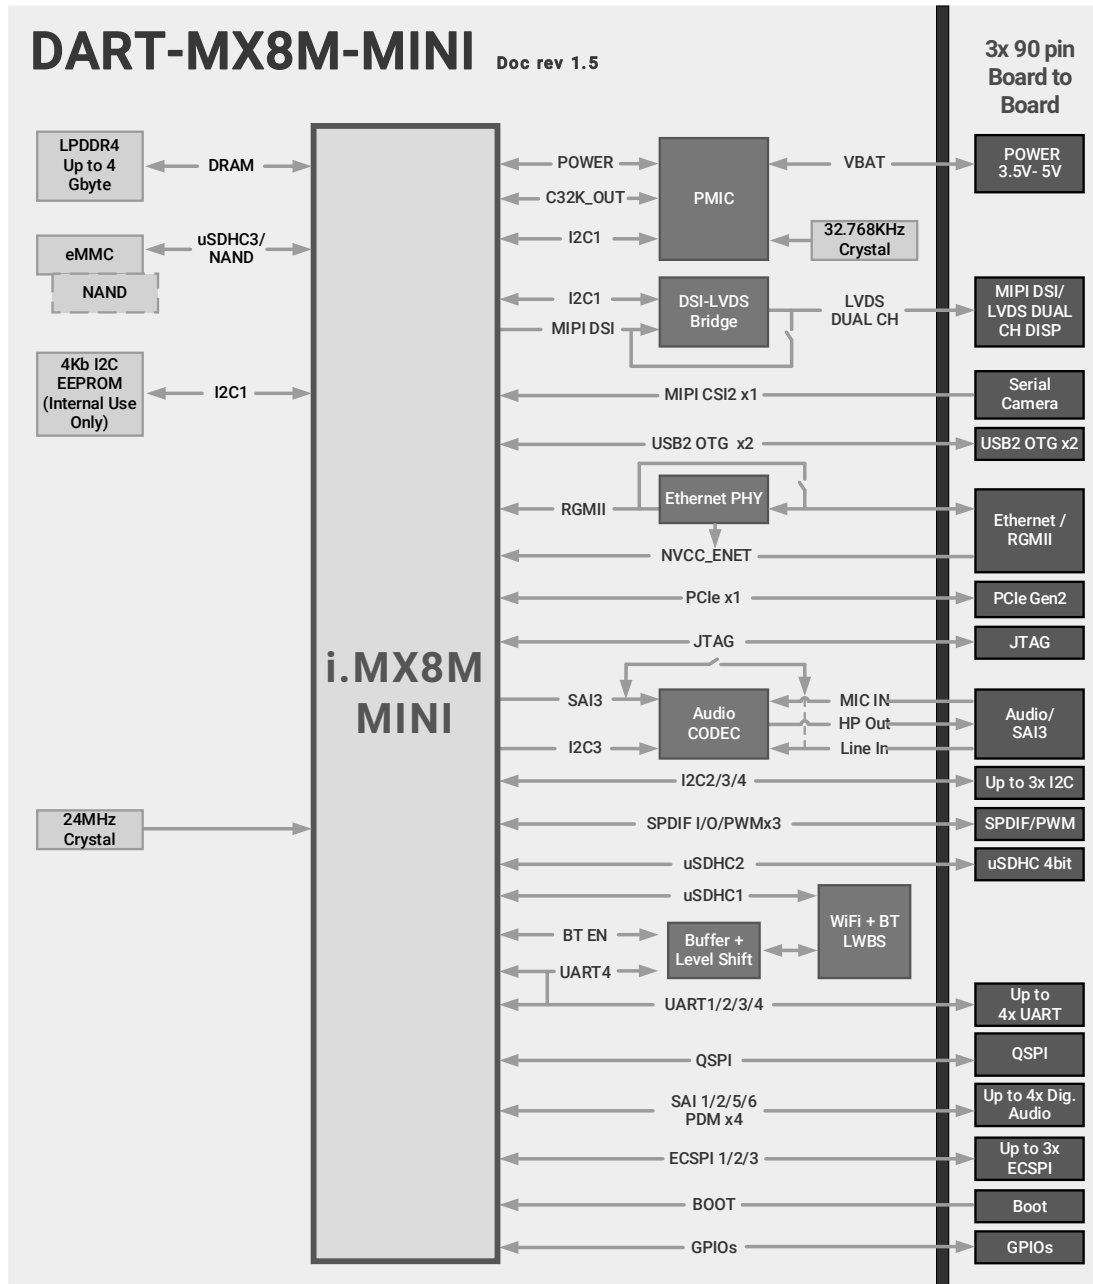 DART-MX8M-MINI Doc rev 1.5
3x 90 pin
Board to
Board
LPDDR4
Up to 4
Gbyte
DRAM
POWER
PMIC
VBAT
POWER
3.5V- 5V
C32K_OUT
I2C1
32.768KHz
Crystal
eMMC
uSDHC3/
NAND
NAND
I2C1
DSI-LVDS
Bridge
MIPI DSI
LVDS
DUAL CH
MIPI DSI/
LVDS DUAL
CH DISP
4Kb I2C
EEPROM
(Internal Use
Only)
I2C1
MIPI CSI2 x1
Serial
Camera
USB2 OTG x2
USB2 OTG x2
RGMII
Ethernet PHY
NVCC_ENET
Ethernet /
RGMII
PCIe x1
PCIe Gen2
JTAG
JTAG
i.MX8M
MINI
SAI3
Audio
CODEC
MIC IN
HP Out
Line In
Audio/
SAI3
I2C3
I2C2/3/4
Up to 3x I2C
24MHz
Crystal
SPDIF I/O/PWMx3
SPDIF/PWM
uSDHC2
uSDHC 4bit
uSDHC1
WiFi + BT
LWBS
BT EN
Buffer +
Level Shift
UART4
UART1/2/3/4
Up to
4x UART
QSPI
QSPI
SAI 1/2/5/6
PDM x4
Up to 4x Dig.
Audio
ECSPI 1/2/3
Up to 3x
ECSPI
BOOT
Boot
GPIOs
GPIOs